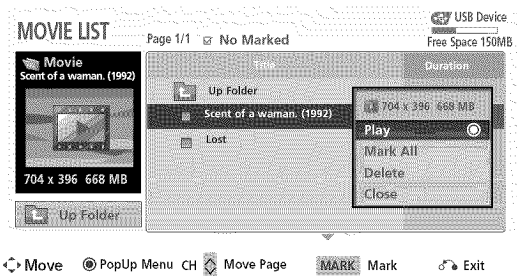 MOVIE LIST
Page 1/1 No Marked
USB Device
Free Space 150MB
Movie
Scent of a waman. (1992)
704 x 396 668 MB
Up Folder
Title
Duration
Up Folder
Scent of a waman. (1992)
Lost
704 x 396 668 MB
Play
Mark All
Delete
Close
Move PopUp Menu CH Move Page MARK Mark Exit